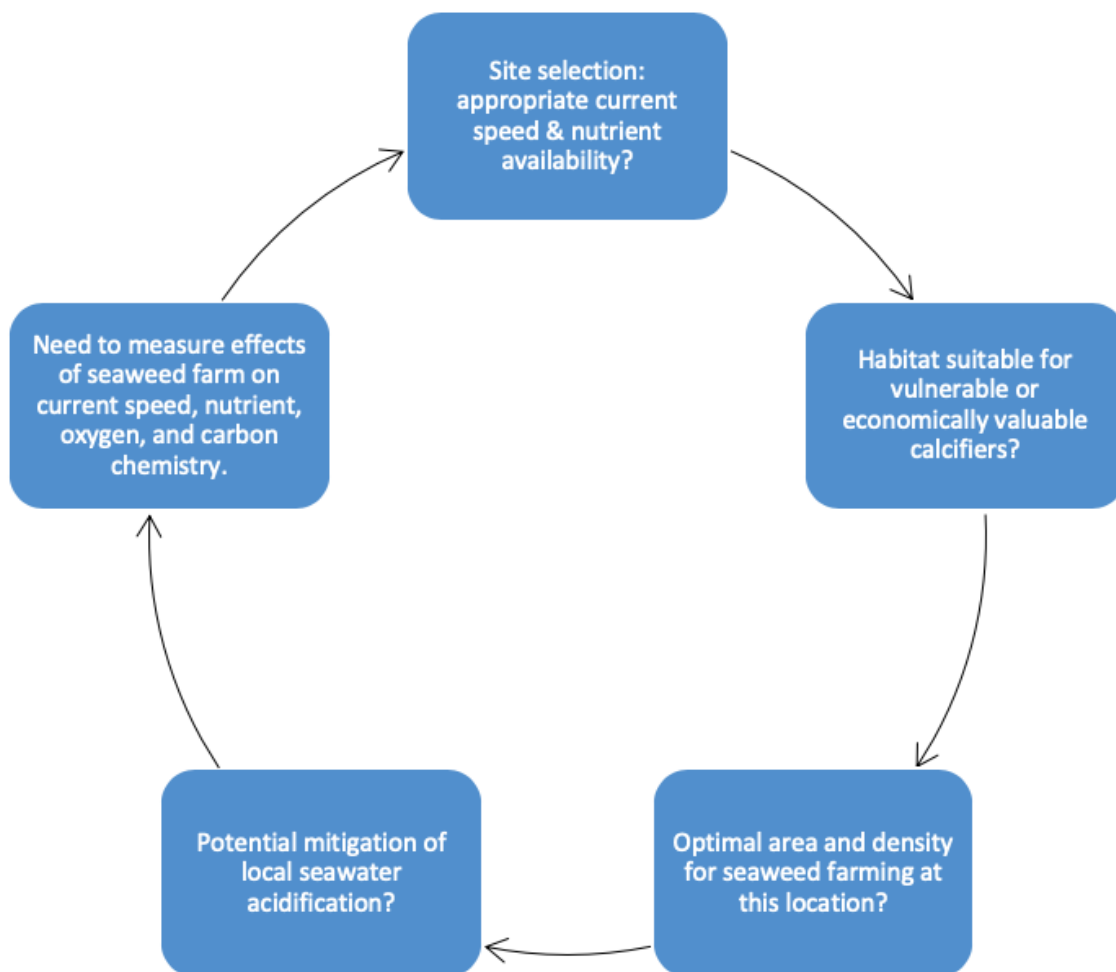 Site selection:
appropriate current
speed & nutrient
availability?
Habitat suitable for
vulnerable or
economically valuable
calcifiers?
Optimal area and density
for seaweed farming at
this location?
Potential mitigation of
local seawater
acidification?
Need to measure effects
of seaweed farm on
current speed, nutrient,
oxygen, and carbon
chemistry.